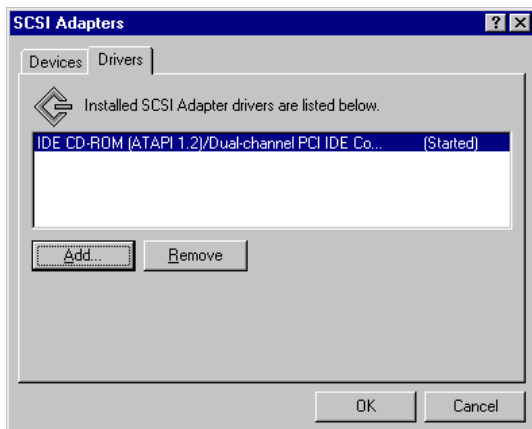 SCSI Adapters
Devices Drivers
Installed SCSI Adapter drivers are listed below.
IDE CD-ROM (ATAPI 1.2)/Dual-channel PCI IDE Co... (Started)
Add... Remove
OK Cancel